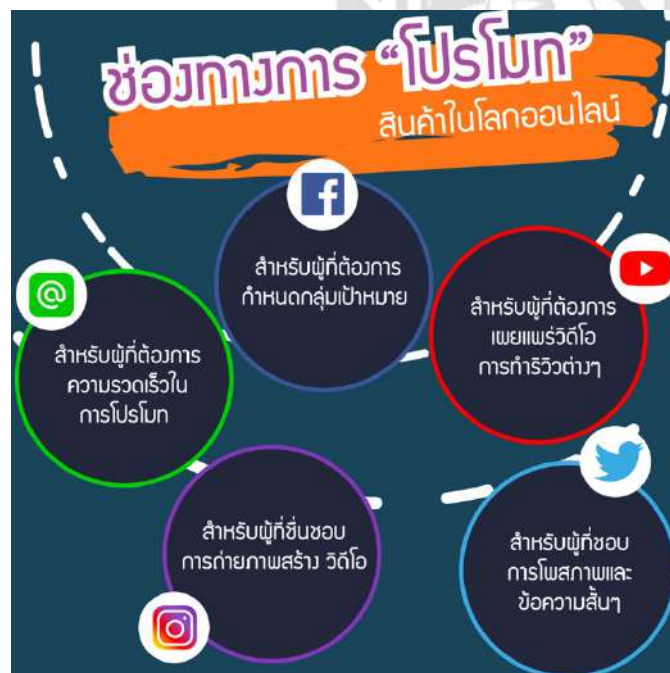 ช่องทางการ “โปรโมท”
สินค้าในโลกออนไลน์
สำหรับผู้ที่ต้องการ
กำหนดกลุ่มเป้าหมาย
สำหรับผู้ที่ต้องการ
เผยแพร่วิดีโอ
การทำรีวิวต่างๆ
สำหรับผู้ที่ต้องการ
ความรวดเร็วใน
การโปรโมท
สำหรับผู้ที่ชื่นชอบ
การถ่ายภาพสร้าง วิดีโอ
สำหรับผู้ที่ชอบ
การโพสภาพและ
ข้อความสั้นๆ